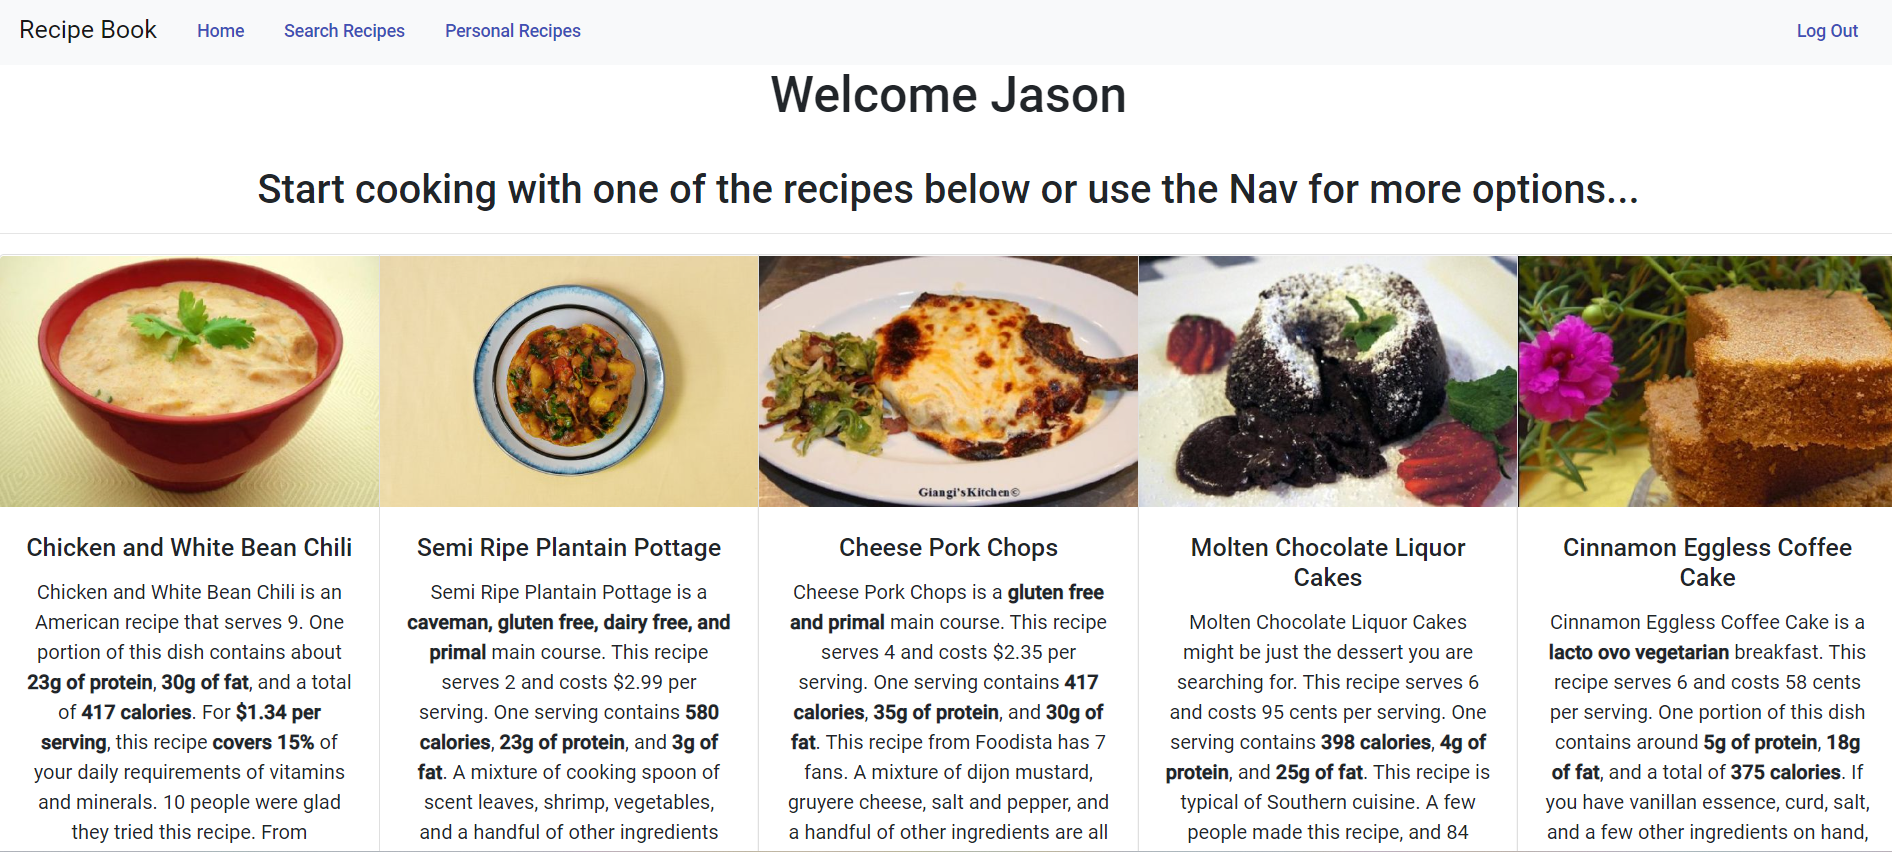 Recipe Book Home Search Recipes Personal Recipes Log Out
Welcome Jason
Start cooking with one of the recipes below or use the Nav for more options...
Giangi'sKitchen©
Chicken and White Bean Chili
Chicken and White Bean Chili is an
American recipe that serves 9. One
portion of this dish contains about
23g of protein, 30g of fat, and a total
of 417 calories. For $1.34 per
serving, this recipe covers 15% of
your daily requirements of vitamins
and minerals. 10 people were glad
they tried this recipe. From
Semi Ripe Plantain Pottage
Semi Ripe Plantain Pottage is a
caveman, gluten free, dairy free, and
primal main course. This recipe
serves 2 and costs $2.99 per
serving. One serving contains 580
calories, 23g of protein, and 3g of
fat. A mixture of cooking spoon of
scent leaves, shrimp, vegetables,
and a handful of other ingredients
Cheese Pork Chops
Cheese Pork Chops is a gluten free
and primal main course. This recipe
serves 4 and costs $2.35 per
serving. One serving contains 417
calories, 35g of protein, and 30g of
fat. This recipe from Foodista has 7
fans. A mixture of dijon mustard,
gruyere cheese, salt and pepper, and
a handful of other ingredients are all
Molten Chocolate Liquor
Cakes
Molten Chocolate Liquor Cakes
might be just the dessert you are
searching for. This recipe serves 6
and costs 95 cents per serving. One
serving contains 398 calories, 4g of
protein, and 25g of fat. This recipe is
typical of Southern cuisine. A few
people made this recipe, and 84
Cinnamon Eggless Coffee
Cake
Cinnamon Eggless Coffee Cake is a
lacto ovo vegetarian breakfast. This
recipe serves 6 and costs 58 cents
per serving. One portion of this dish
contains around 5g of protein, 18g
of fat, and a total of 375 calories. If
you have vanillan essence, curd, salt,
and a few other ingredients on hand,